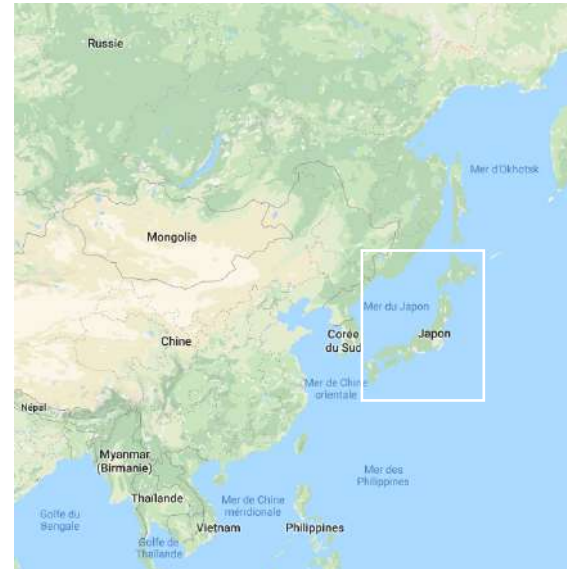 Russie
Mer d'Okhotsk
Mongolie
Mer du Japon
Corée
du Sud
Japon
Chine
Mer de Chine
orientale
Népal
Myanmar
(Birmanie)
Mer des
Philippines
Thaïlande
Mer de Chine
méridionale
Golfe du
Bengale
Vietnam
Philippines
Golfe de
Thaïlande